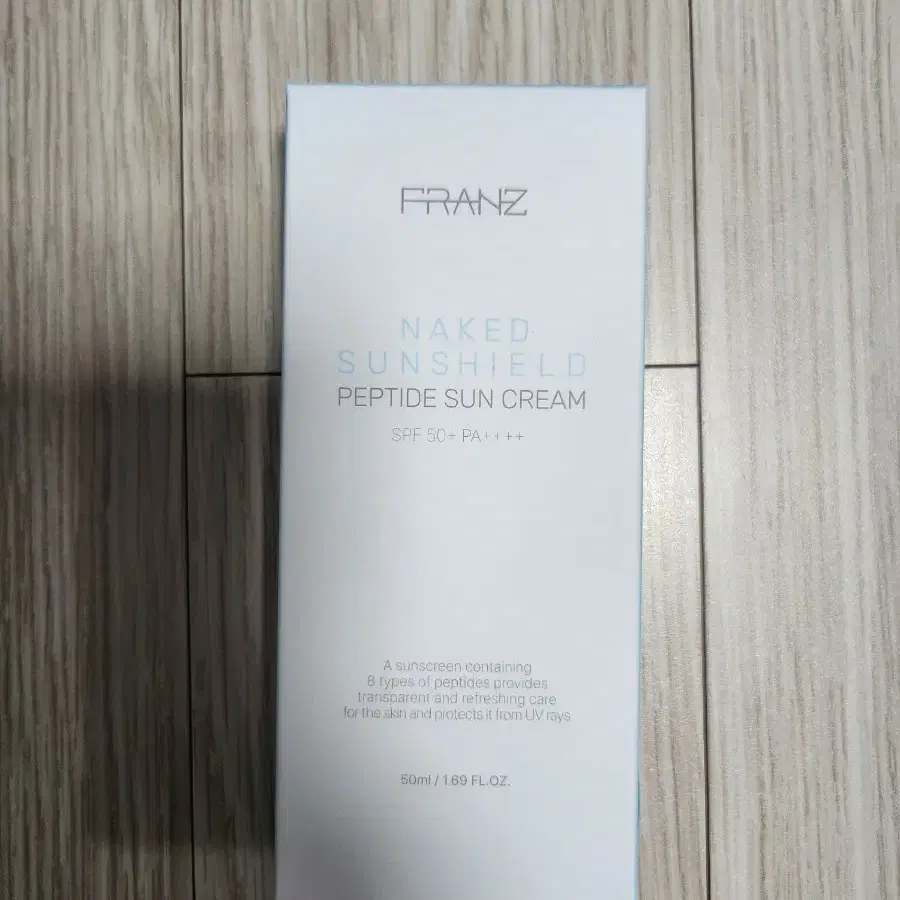 FRANZ
NAKED
SUNSHIELD
PEPTIDE SUN CREAM
SPF 50+ PA++++
A sunscreen containing
8 types of peptides provides
transparent and refreshing care
for the skin and protects it from UV rays
50ml / 1.69 FL.OZ.